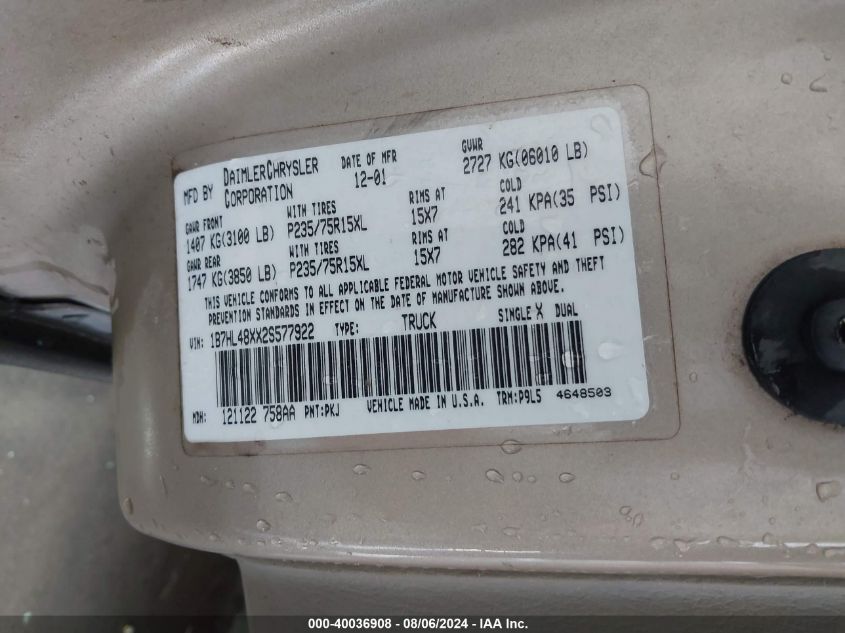 MFD BY DAIMLERCHRYSLER CORPORATION DATE OF MFR 12-01 GVWR 2727 KG(06010 LB)
GAWR FRONT WITH TIRES RIMS AT COLD
1407 KG(3100 LB) P235/75R15XL 15X7 241 KPA(35 PSI)
GAWR REAR WITH TIRES RIMS AT COLD
1747 KG(3850 LB) P235/75R15XL 15X7 282 KPA(41 PSI)
THIS VEHICLE CONFORMS TO ALL APPLICABLE FEDERAL MOTOR VEHICLE SAFETY AND THEFT
PREVENTION STANDARDS IN EFFECT ON THE DATE OF MANUFACTURE SHOWN ABOVE.
VIN: 1B7HL48XX2S577922 TYPE: TRUCK SINGLE X DUAL
MDH: 121122 758AA PNT:PKJ VEHICLE MADE IN U.S.A. TRM:P9L5 4648503
000-40036908 - 08/06/2024 - IAA Inc.